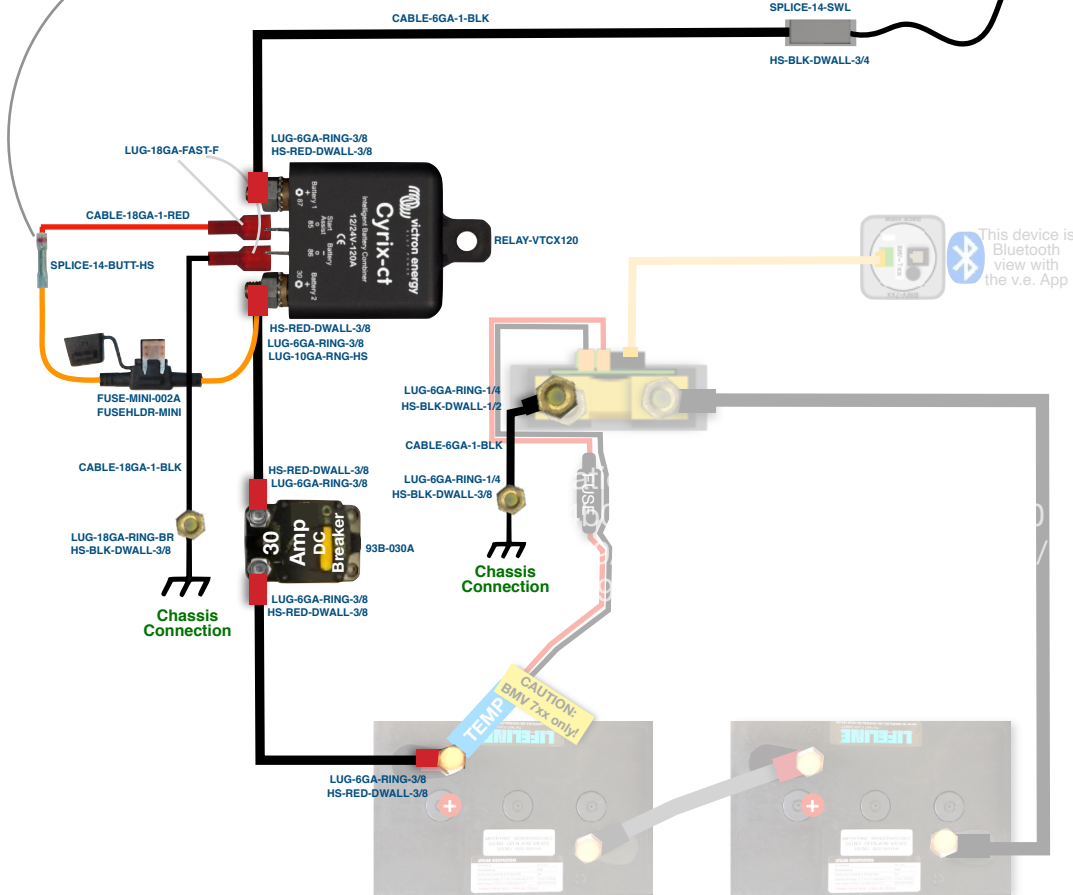 SPLICE-14-SWL
CABLE-6GA-1-BLK
HS-BLK-DWALL-3/4
LUG-6GA-RING-3/8
HS-RED-DWALL-3/8
LUG-18GA-FAST-F
CABLE-18GA-1-RED
SPLICE-14-BUTT-HS
Battery 1
+
87
Start
Assist
85
Battery
-
86
Battery 2
+
30
victron energy
Cyrix-ct
Intelligent Battery Combiner
12/24V-120A
CE
RELAY-VTCX120
This device is
Bluetooth
view with
the v.e. App
HS-RED-DWALL-3/8
LUG-6GA-RING-3/8
LUG-10GA-RNG-HS
FUSE-MINI-002A
FUSEHLDR-MINI
LUG-6GA-RING-1/4
HS-BLK-DWALL-1/2
CABLE-6GA-1-BLK
CABLE-18GA-1-BLK
HS-RED-DWALL-3/8
LUG-6GA-RING-3/8
LUG-6GA-RING-1/4
HS-BLK-DWALL-3/8
FUSE
30
Amp
DC
Breaker
93B-030A
LUG-18GA-RING-BR
HS-BLK-DWALL-3/8
Chassis
Connection
Chassis
Connection
LUG-6GA-RING-3/8
HS-RED-DWALL-3/8
CAUTION:
BMV 7xx only!
TEMP
LIFELINE
LIFELINE
LUG-6GA-RING-3/8
HS-RED-DWALL-3/8
+
+